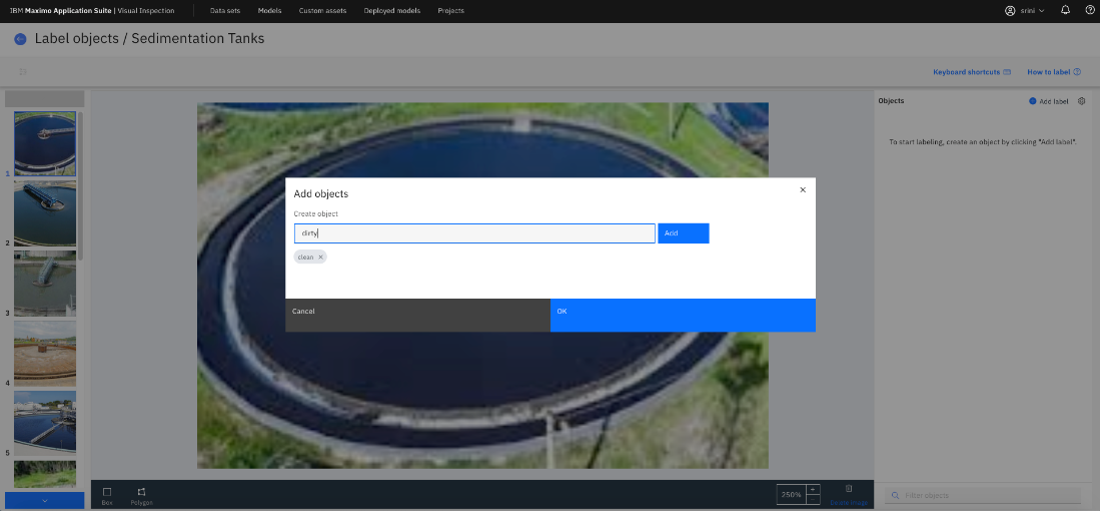 IBM Maximo Application Suite | Visual Inspection
Data sets
Models
Custom assets
Deployed models
Projects
srini
Label objects / Sedimentation Tanks
Keyboard shortcuts
How to label
Objects
Add label
To start labeling, create an object by clicking "Add label".
Add objects
Create object
dirty
Add
clean
Cancel
OK
1
2
3
4
5
Box
Polygon
250%
Delete image
Filter objects